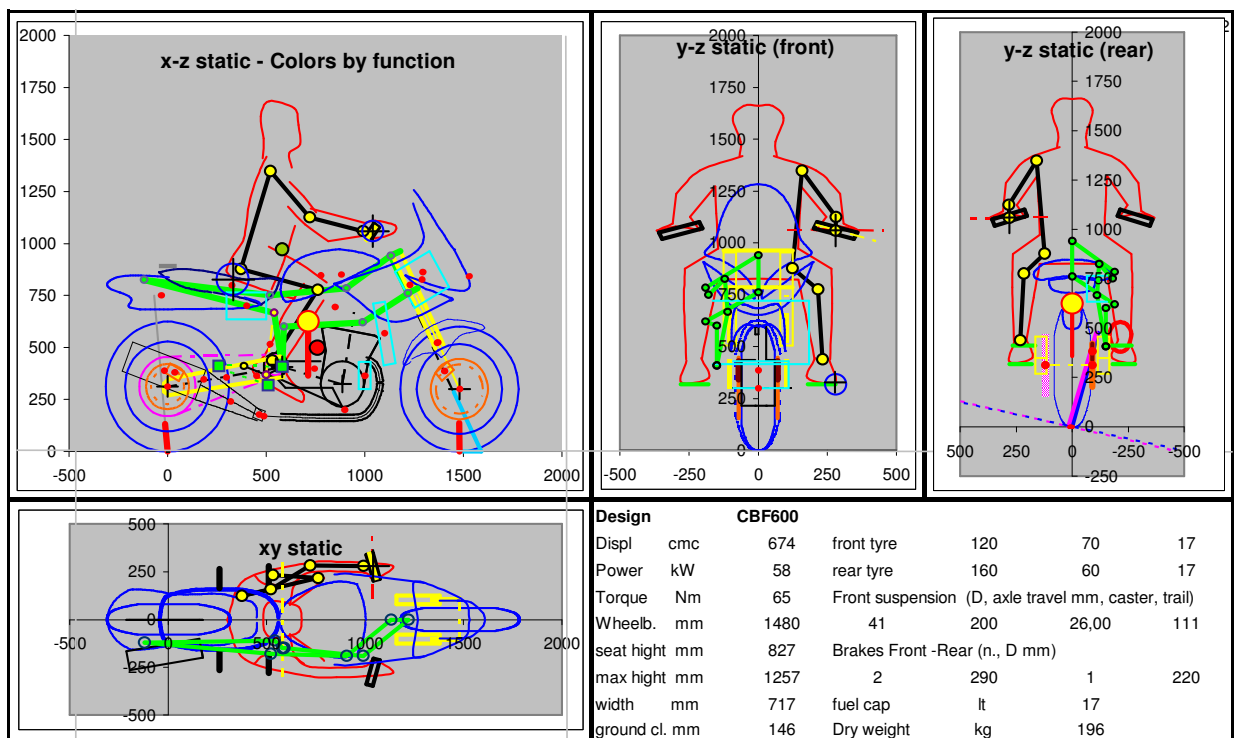 x-z static - Colors by function
2000
1750
1500
1250
1000
750
500
250
0
-500 0 500 1000 1500 2000
y-z static (front)
2000
1750
1500
1250
1000
750
500
250
0
-500 -250 0 250 500
2
y-z static (rear)
2000
1750
1500
1250
1000
750
500
250
0
-250
500 250 0 -250 -500
xy static
500
250
0
-250
-500
-500 0 500 1000 1500 2000
Design CBF600
Displ cmc 674 front tyre 120 70 17
Power kW 58 rear tyre 160 60 17
Torque Nm 65 Front suspension (D, axle travel mm, caster, trail)
Wheelb. mm 1480 41 200 26,00 111
seat hight mm 827 Brakes Front -Rear (n., D mm)
max hight mm 1257 2 290 1 220
width mm 717 fuel cap lt 17
ground cl. mm 146 Dry weight kg 196